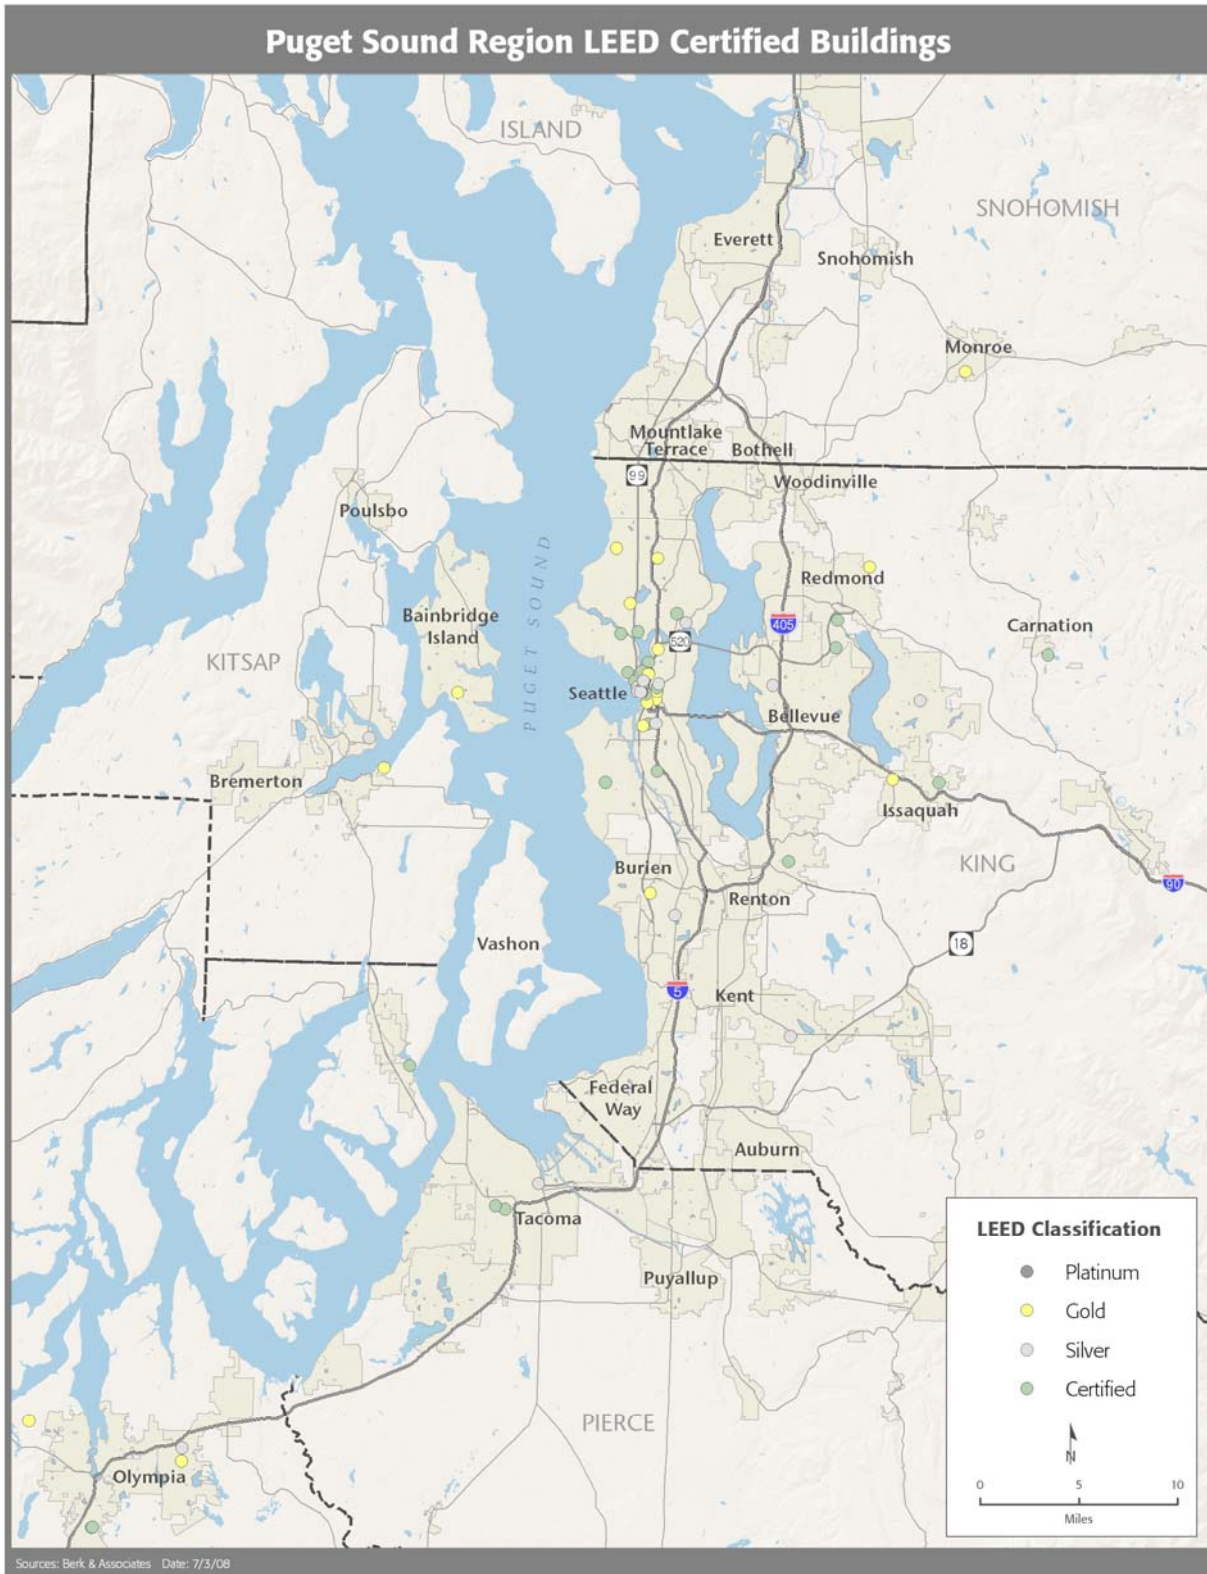 Puget Sound Region LEED Certified Buildings
ISLAND
SNOHOMISH
Everett
Snohomish
Monroe
Mountlake
Terrace
Bothell
99
Woodinville
Poulsbo
PUGET SOUND
Redmond
Bainbridge
Island
405
Carnation
520
KITSAP
Seattle
Bellevue
Bremerton
Issaquah
Burien
KING
90
Renton
Vashon
18
5
Kent
Federal
Way
Auburn
Tacoma
Puyallup
PIERCE
Olympia
LEED Classification
Platinum
Gold
Silver
Certified
N
0 5 10
Miles
Sources: Berk & Associates Date: 7/3/08